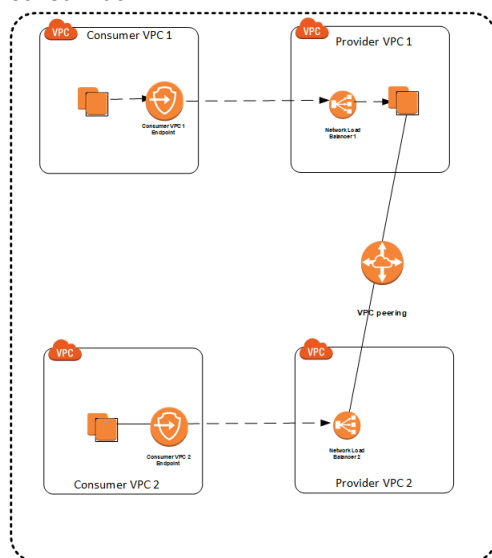 VPC
Consumer VPC 1
VPC
Provider VPC 1
Consumer VPC 1
Endpoint
Network Load
Balancer 1
VPC peering
VPC
VPC
Consumer VPC 2
Endpoint
Network Load
Balancer 2
Consumer VPC 2
Provider VPC 2